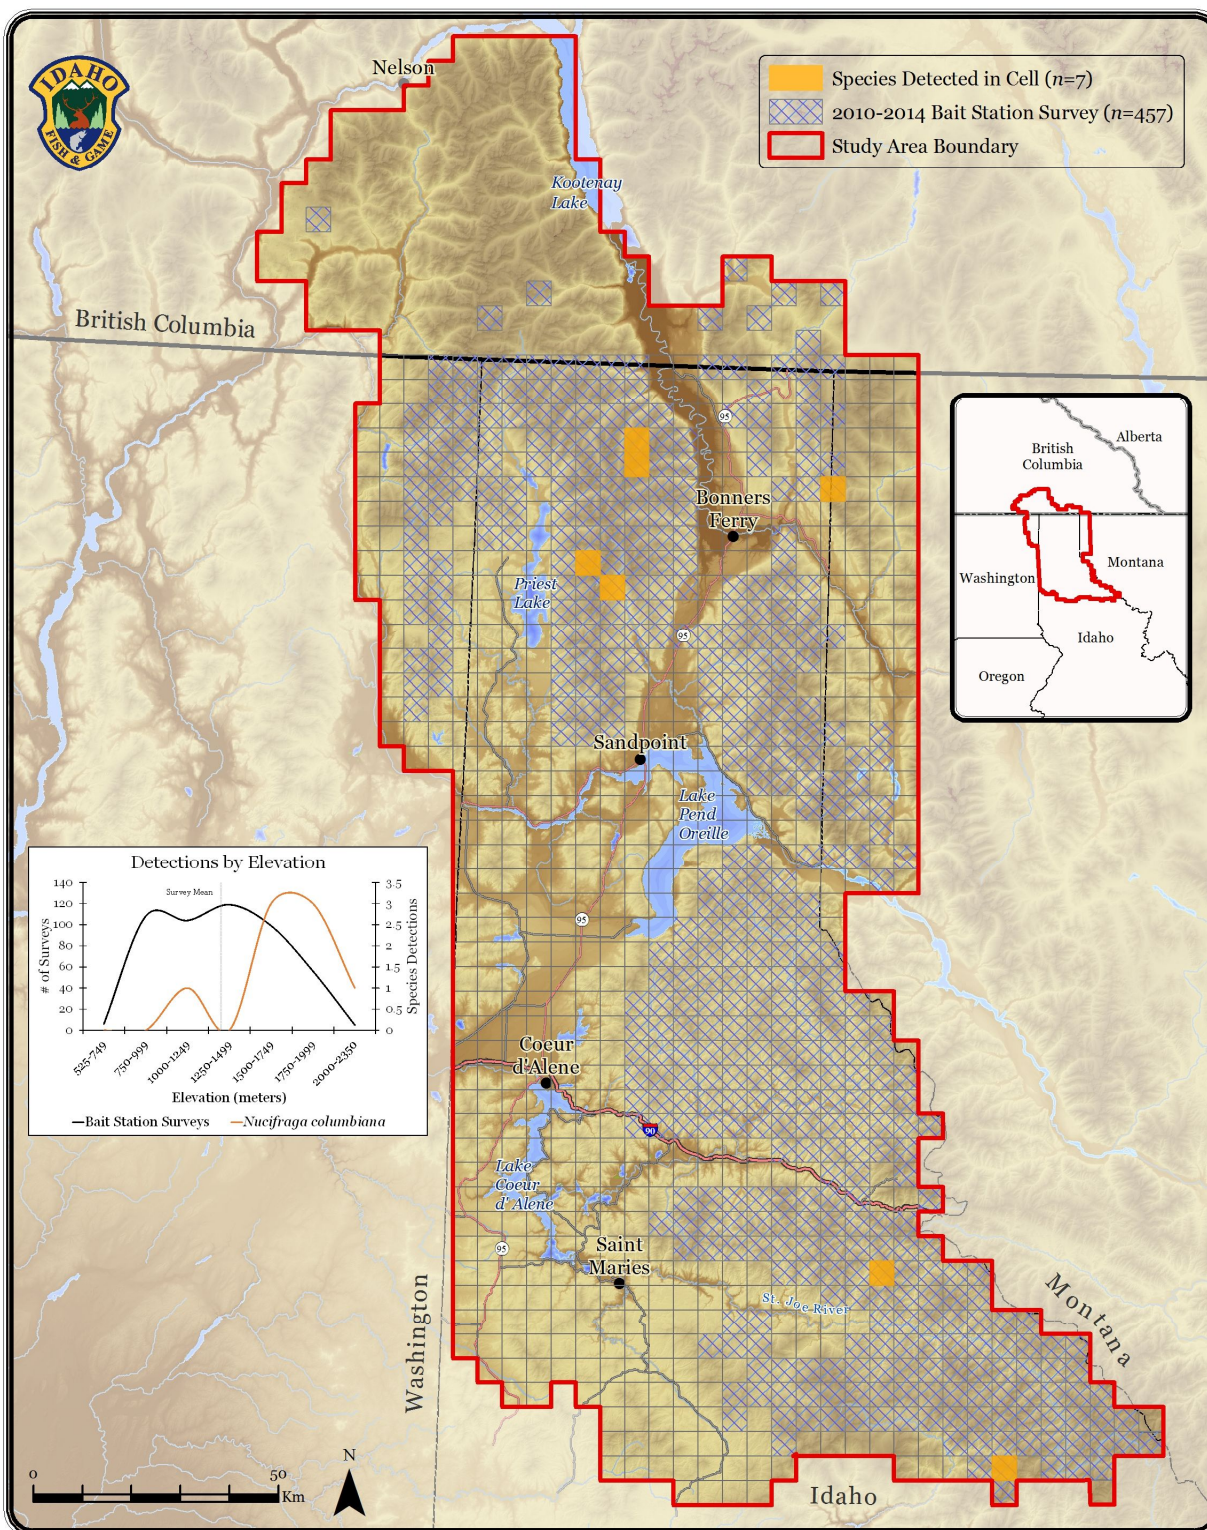 IDAHO
FISH & GAME
Nelson
Species Detected in Cell (n=7)
2010-2014 Bait Station Survey (n=457)
Study Area Boundary
Kootenay
Lake
British Columbia
95
British
Columbia
Alberta
Washington
Montana
Idaho
Oregon
Bonners
Ferry
Priest
Lake
95
Sandpoint
Lake
Pend
Oreille
Detections by Elevation
Survey Mean
# of Surveys
140
120
100
80
60
40
20
0
3.5
3
2.5
2
1.5
1
0.5
0
Species Detections
525-749
750-999
1000-1249
1250-1499
1500-1749
1750-1999
2000-2350
Elevation (meters)
Bait Station Surveys
Nucifraga columbiana
95
Coeur
d'Alene
90
Lake
Coeur
d' Alene
95
Saint
Maries
St. Joe River
Montana
Washington
Idaho
0
50
Km
N